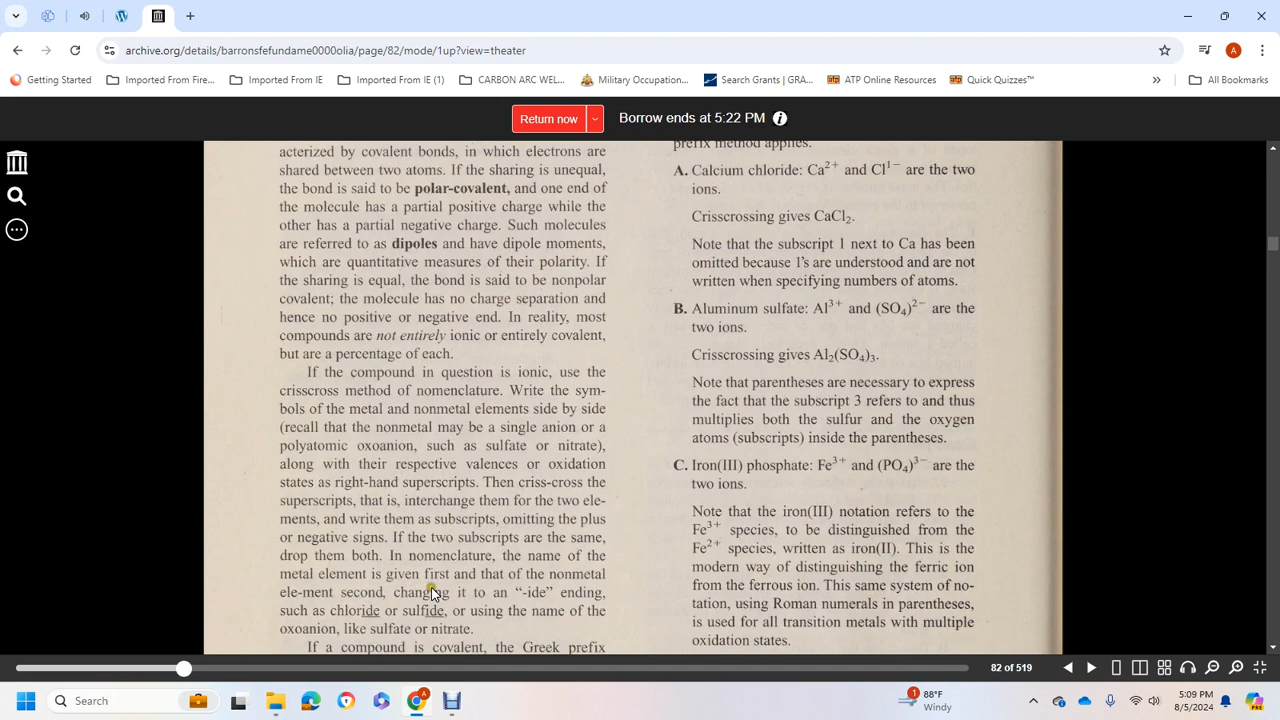 archive.org/details/barronsfefundame0000olia/page/82/mode/1up?view=theater
A
Getting Started
Imported From Fire...
Imported From IE
Imported From IE (1)
CARBON ARC WEL...
Military Occupation...
Search Grants | GRA...
ATP Online Resources
Quick Quizzes™
»
All Bookmarks
Return now
Borrow ends at 5:22 PM
acterized by covalent bonds, in which electrons are
shared between two atoms. If the sharing is unequal,
the bond is said to be polar-covalent, and one end of
the molecule has a partial positive charge while the
other has a partial negative charge. Such molecules
are referred to as dipoles and have dipole moments,
which are quantitative measures of their polarity. If
the sharing is equal, the bond is said to be nonpolar
covalent; the molecule has no charge separation and
hence no positive or negative end. In reality, most
compounds are not entirely ionic or entirely covalent,
but are a percentage of each.
If the compound in question is ionic, use the
crisscross method of nomenclature. Write the sym-
bols of the metal and nonmetal elements side by side
(recall that the nonmetal may be a single anion or a
polyatomic oxoanion, such as sulfate or nitrate),
along with their respective valences or oxidation
states as right-hand superscripts. Then criss-cross the
superscripts, that is, interchange them for the two ele-
ments, and write them as subscripts, omitting the plus
or negative signs. If the two subscripts are the same,
drop them both. In nomenclature, the name of the
metal element is given first and that of the nonmetal
ele-ment second, changing it to an “-ide” ending,
such as chloride or sulfide, or using the name of the
oxoanion, like sulfate or nitrate.
If a compound is covalent, the Greek prefix
prefix method applies.
A. Calcium chloride: Ca²⁺ and Cl¹⁻ are the two
ions.
Crisscrossing gives CaCl₂.
Note that the subscript 1 next to Ca has been
omitted because 1’s are understood and are not
written when specifying numbers of atoms.
B. Aluminum sulfate: Al³⁺ and (SO₄)²⁻ are the
two ions.
Crisscrossing gives Al₂(SO₄)₃.
Note that parentheses are necessary to express
the fact that the subscript 3 refers to and thus
multiplies both the sulfur and the oxygen
atoms (subscripts) inside the parentheses.
C. Iron(III) phosphate: Fe³⁺ and (PO₄)³⁻ are the
two ions.
Note that the iron(III) notation refers to the
Fe³⁺ species, to be distinguished from the
Fe²⁺ species, written as iron(II). This is the
modern way of distinguishing the ferric ion
from the ferrous ion. This same system of no-
tation, using Roman numerals in parentheses,
is used for all transition metals with multiple
oxidation states.
82 of 519
Search
1
88°F
Windy
5:09 PM
8/5/2024